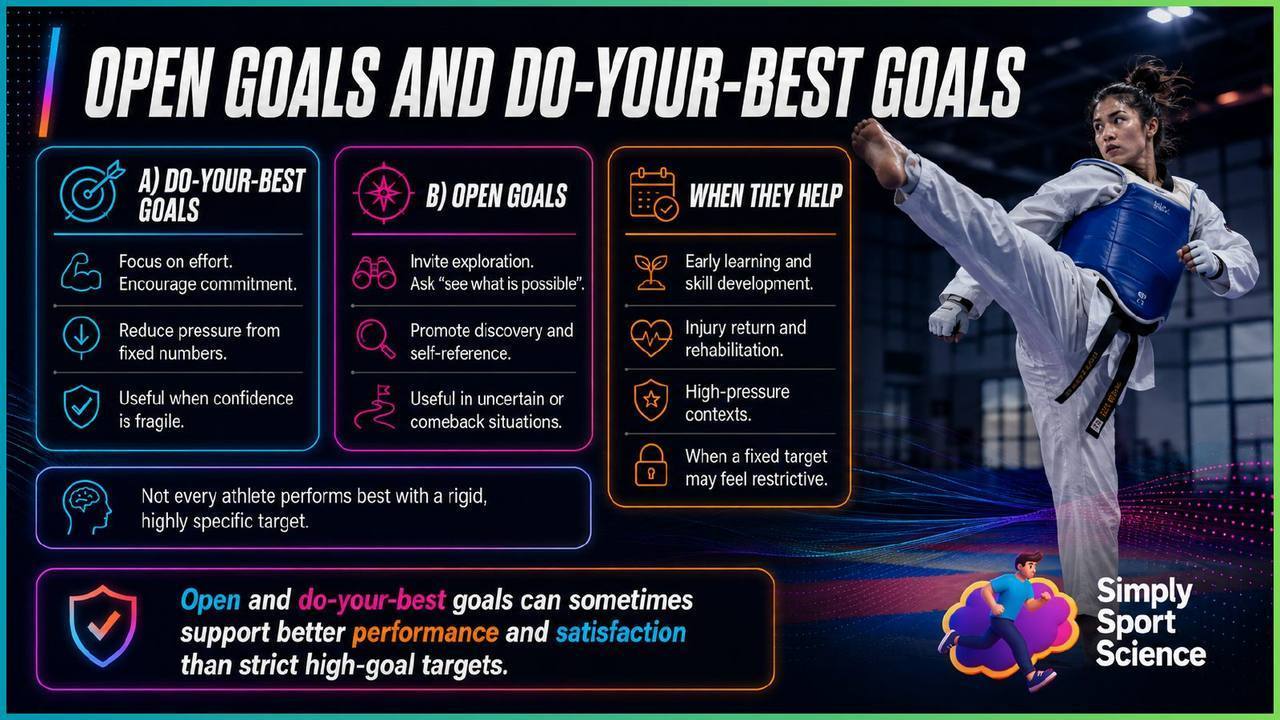 OPEN GOALS AND DO-YOUR-BEST GOALS
A) DO-YOUR-BEST
GOALS
Focus on effort.
Encourage commitment.
Reduce pressure from
fixed numbers.
Useful when confidence
is fragile.
B) OPEN GOALS
Invite exploration.
Ask “see what is possible”.
Promote discovery and
self-reference.
Useful in uncertain or
comeback situations.
WHEN THEY HELP
Early learning and
skill development.
Injury return and
rehabilitation.
High-pressure
contexts.
When a fixed target
may feel restrictive.
Not every athlete performs best with a rigid,
highly specific target.
Open and do-your-best goals can sometimes
support better performance and satisfaction
than strict high-goal targets.
Simply
Sport
Science